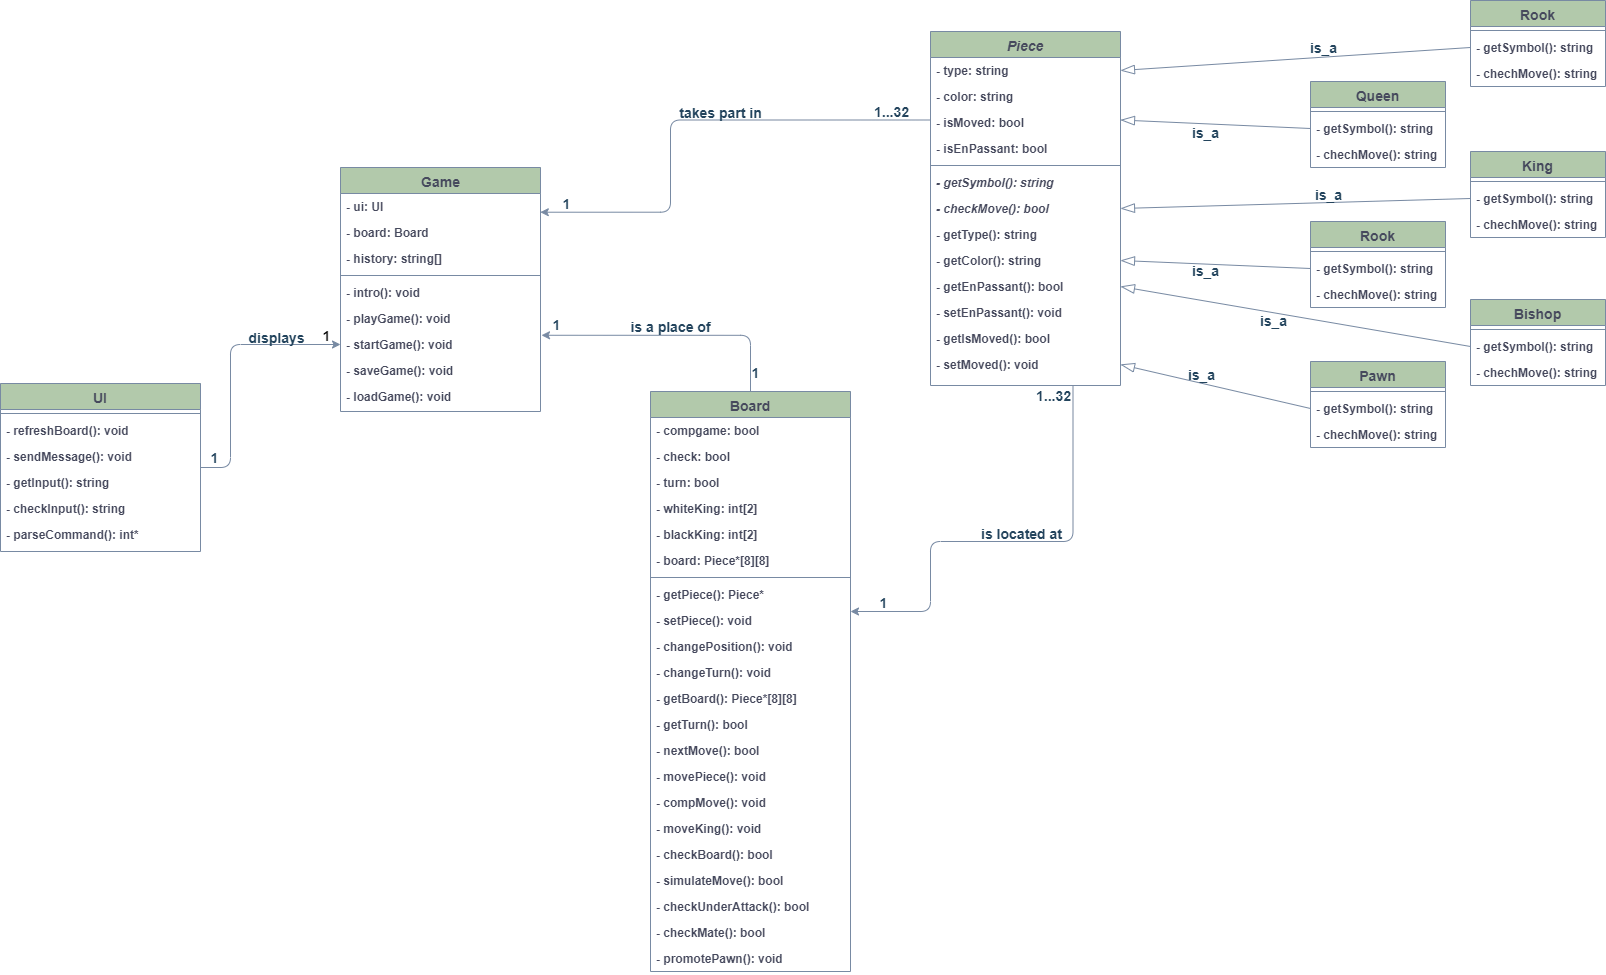 UI
- refreshBoard(): void
- sendMessage(): void
- getInput(): string
- checkInput(): string
- parseCommand(): int*
1
displays
1
Game
- ui: UI
- board: Board
- history: string[]
- intro(): void
- playGame(): void
- startGame(): void
- saveGame(): void
- loadGame(): void
1
takes part in
1...32
1
is a place of
1
Board
- compgame: bool
- check: bool
- turn: bool
- whiteKing: int[2]
- blackKing: int[2]
- board: Piece*[8][8]
- getPiece(): Piece*
- setPiece(): void
- changePosition(): void
- changeTurn(): void
- getBoard(): Piece*[8][8]
- getTurn(): bool
- nextMove(): bool
- movePiece(): void
- compMove(): void
- moveKing(): void
- checkBoard(): bool
- simulateMove(): bool
- checkUnderAttack(): bool
- checkMate(): bool
- promotePawn(): void
1
is located at
1...32
Piece
- type: string
- color: string
- isMoved: bool
- isEnPassant: bool
- getSymbol(): string
- checkMove(): bool
- getType(): string
- getColor(): string
- getEnPassant(): bool
- setEnPassant(): void
- getIsMoved(): bool
- setMoved(): void
is_a
Rook
- getSymbol(): string
- chechMove(): string
is_a
Queen
- getSymbol(): string
- chechMove(): string
is_a
King
- getSymbol(): string
- chechMove(): string
is_a
Rook
- getSymbol(): string
- chechMove(): string
is_a
Bishop
- getSymbol(): string
- chechMove(): string
is_a
Pawn
- getSymbol(): string
- chechMove(): string